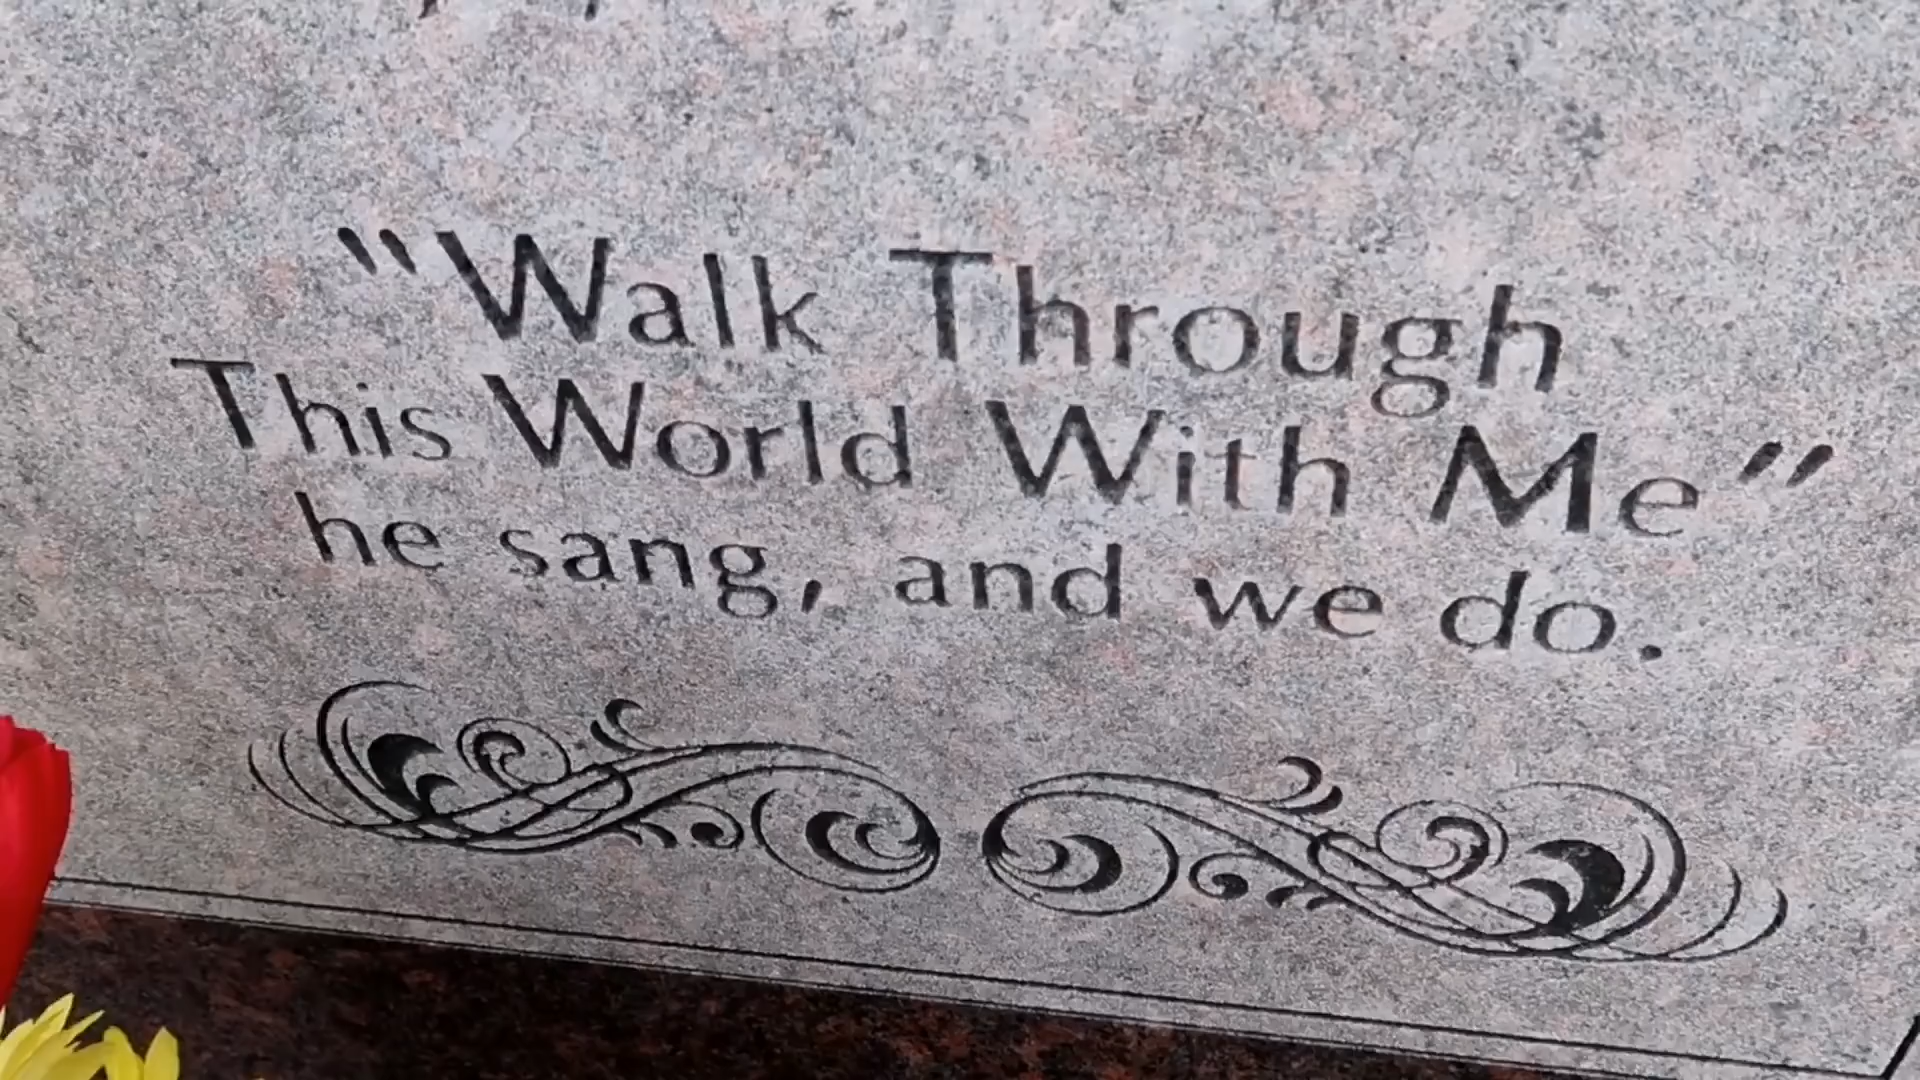 "Walk Through
This World With Me"
he sang, and we do.